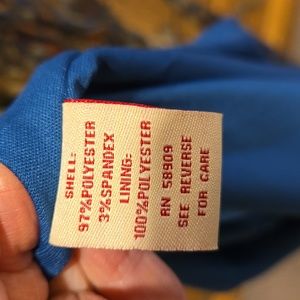 SHELL:
97%POLYESTER
3%SPANDEX
LINING:
100%POLYESTER
RN 58909
SEE REVERSE
FOR CARE